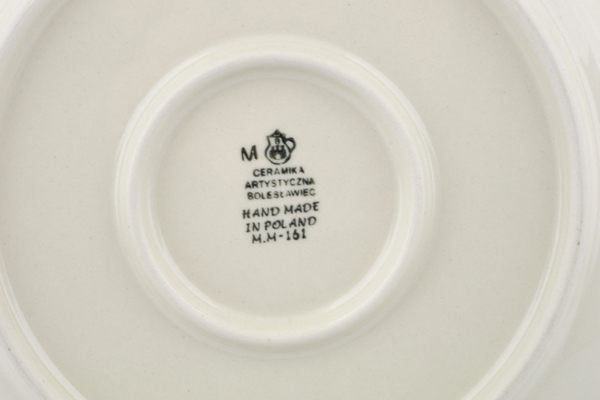 M
CERAMIKA
ARTYSTYCZNA
BOLESŁAWIEC
HAND MADE
IN POLAND
M.M-161